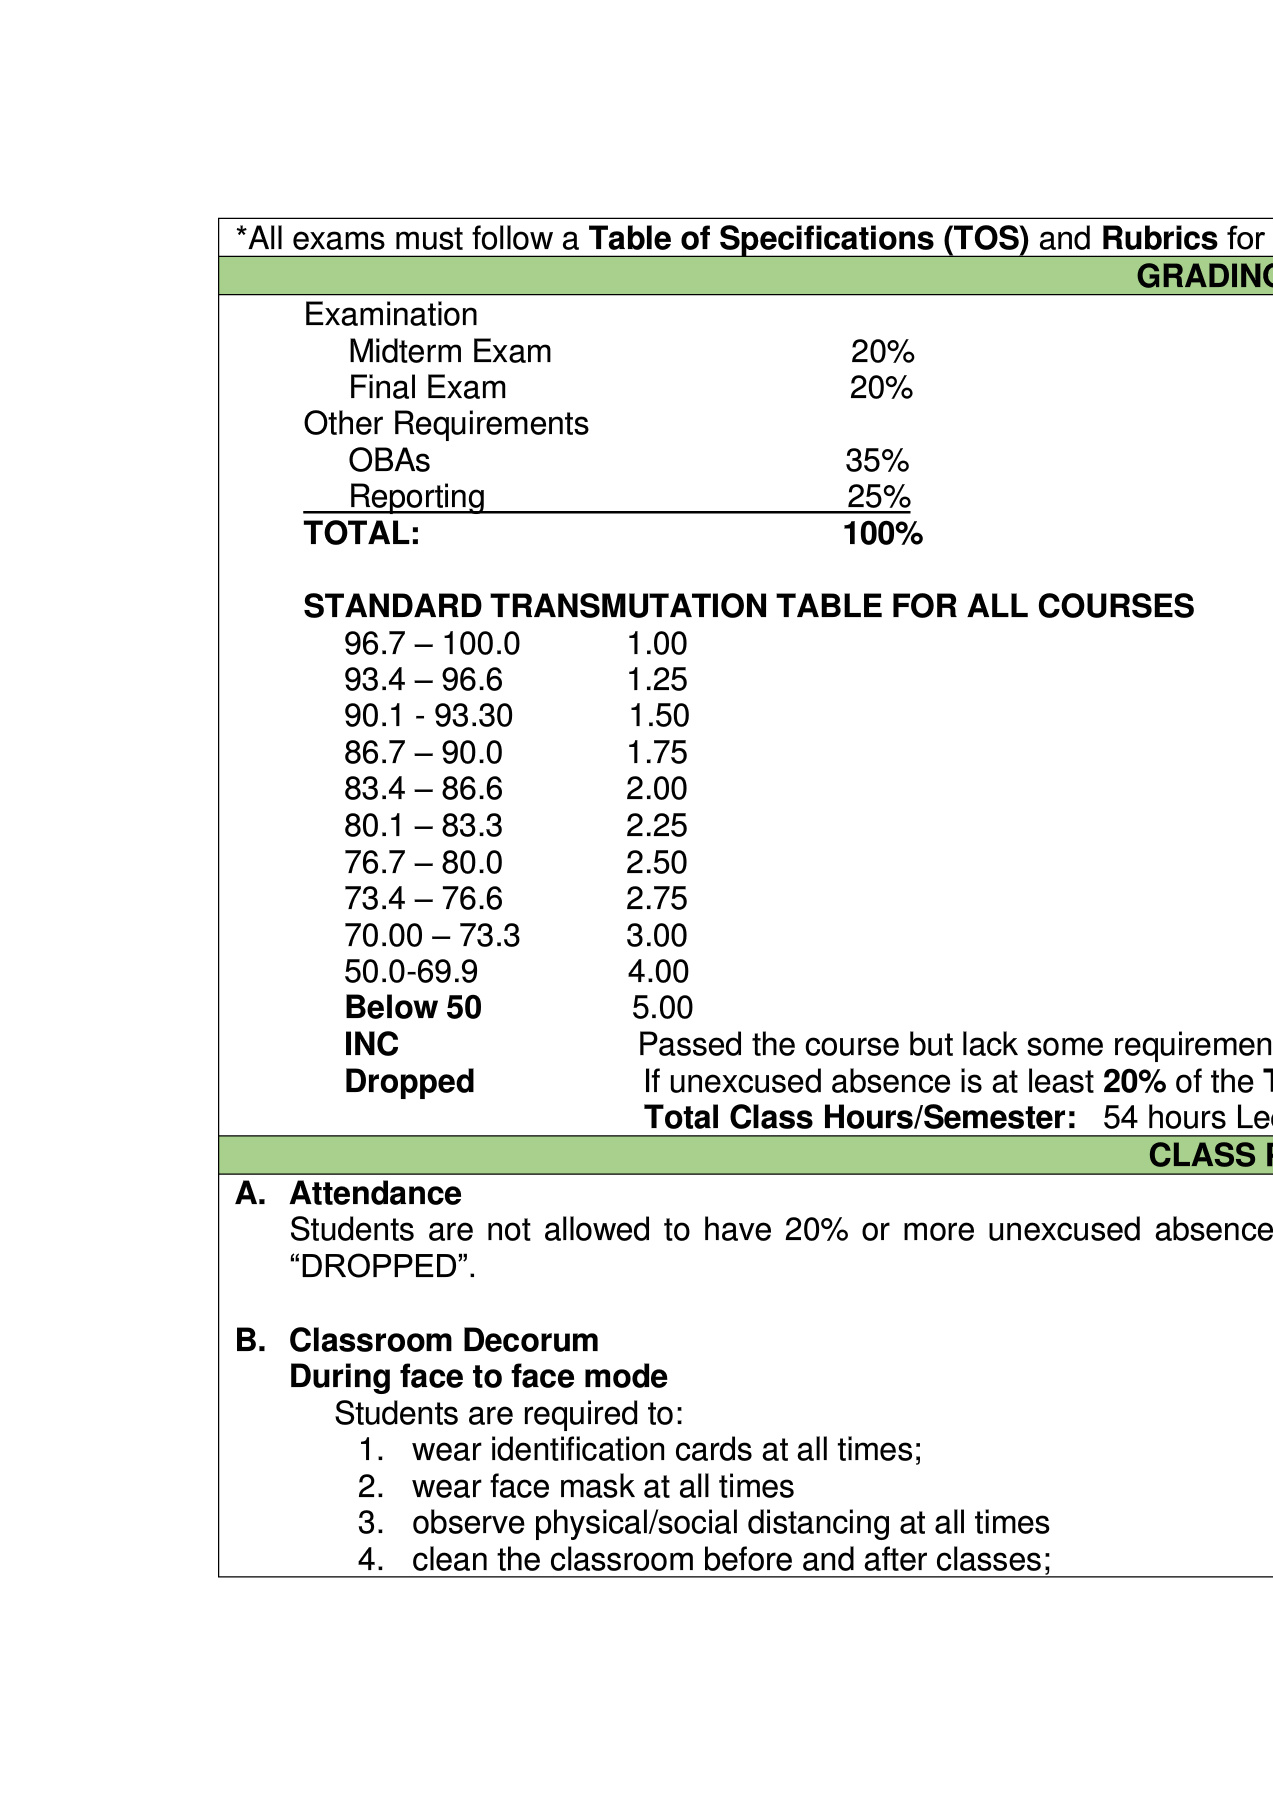 *All exams must follow a Table of Specifications (TOS) and Rubrics for
GRADING
Examination
Midterm Exam 20%
Final Exam 20%
Other Requirements
OBAs 35%
Reporting 25%
TOTAL: 100%
STANDARD TRANSMUTATION TABLE FOR ALL COURSES
96.7 – 100.0 1.00
93.4 – 96.6 1.25
90.1 - 93.30 1.50
86.7 – 90.0 1.75
83.4 – 86.6 2.00
80.1 – 83.3 2.25
76.7 – 80.0 2.50
73.4 – 76.6 2.75
70.00 – 73.3 3.00
50.0-69.9 4.00
Below 50 5.00
INC Passed the course but lack some requiremen
Dropped If unexcused absence is at least 20% of the
Total Class Hours/Semester: 54 hours
CLASS
A. Attendance
Students are not allowed to have 20% or more unexcused absence
“DROPPED”.
B. Classroom Decorum
During face to face mode
Students are required to:
1. wear identification cards at all times;
2. wear face mask at all times
3. observe physical/social distancing at all times
4. clean the classroom before and after classes;